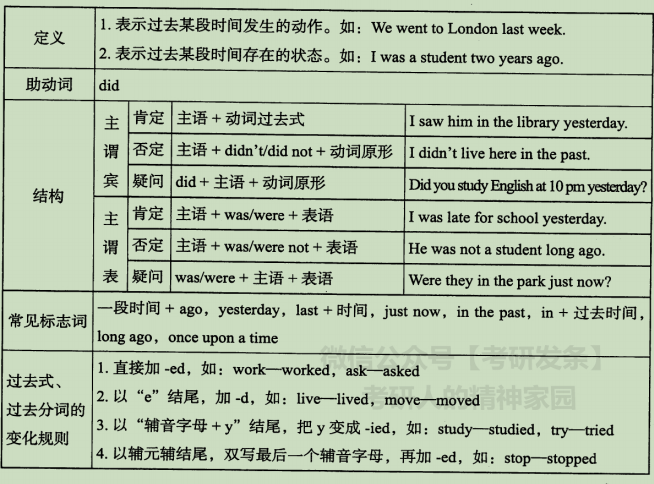 定义
1. 表示过去某段时间发生的动作。如：We went to London last week.
2. 表示过去某段时间存在的状态。如：I was a student two years ago.
助动词
did
结构
主谓宾
肯定 主语 + 动词过去式 I saw him in the library yesterday.
否定 主语 + didn't/did not + 动词原形 I didn't live here in the past.
疑问 did + 主语 + 动词原形 Did you study English at 10 pm yesterday?
主谓表
肯定 主语 + was/were + 表语 I was late for school yesterday.
否定 主语 + was/were not + 表语 He was not a student long ago.
疑问 was/were + 主语 + 表语 Were they in the park just now?
常见标志词
一段时间 + ago，yesterday，last + 时间，just now，in the past，in + 过去时间，
long ago，once upon a time
过去式、
过去分词的
变化规则
1. 直接加 -ed，如：work—worked，ask—asked
2. 以“e”结尾，加 -d，如：live—lived，move—moved
3. 以“辅音字母 + y”结尾，把 y 变成 -ied，如：study—studied，try—tried
4. 以辅元辅结尾，双写最后一个辅音字母，再加 -ed，如：stop—stopped
微信公众号【考研发条】
考研人的精神家园